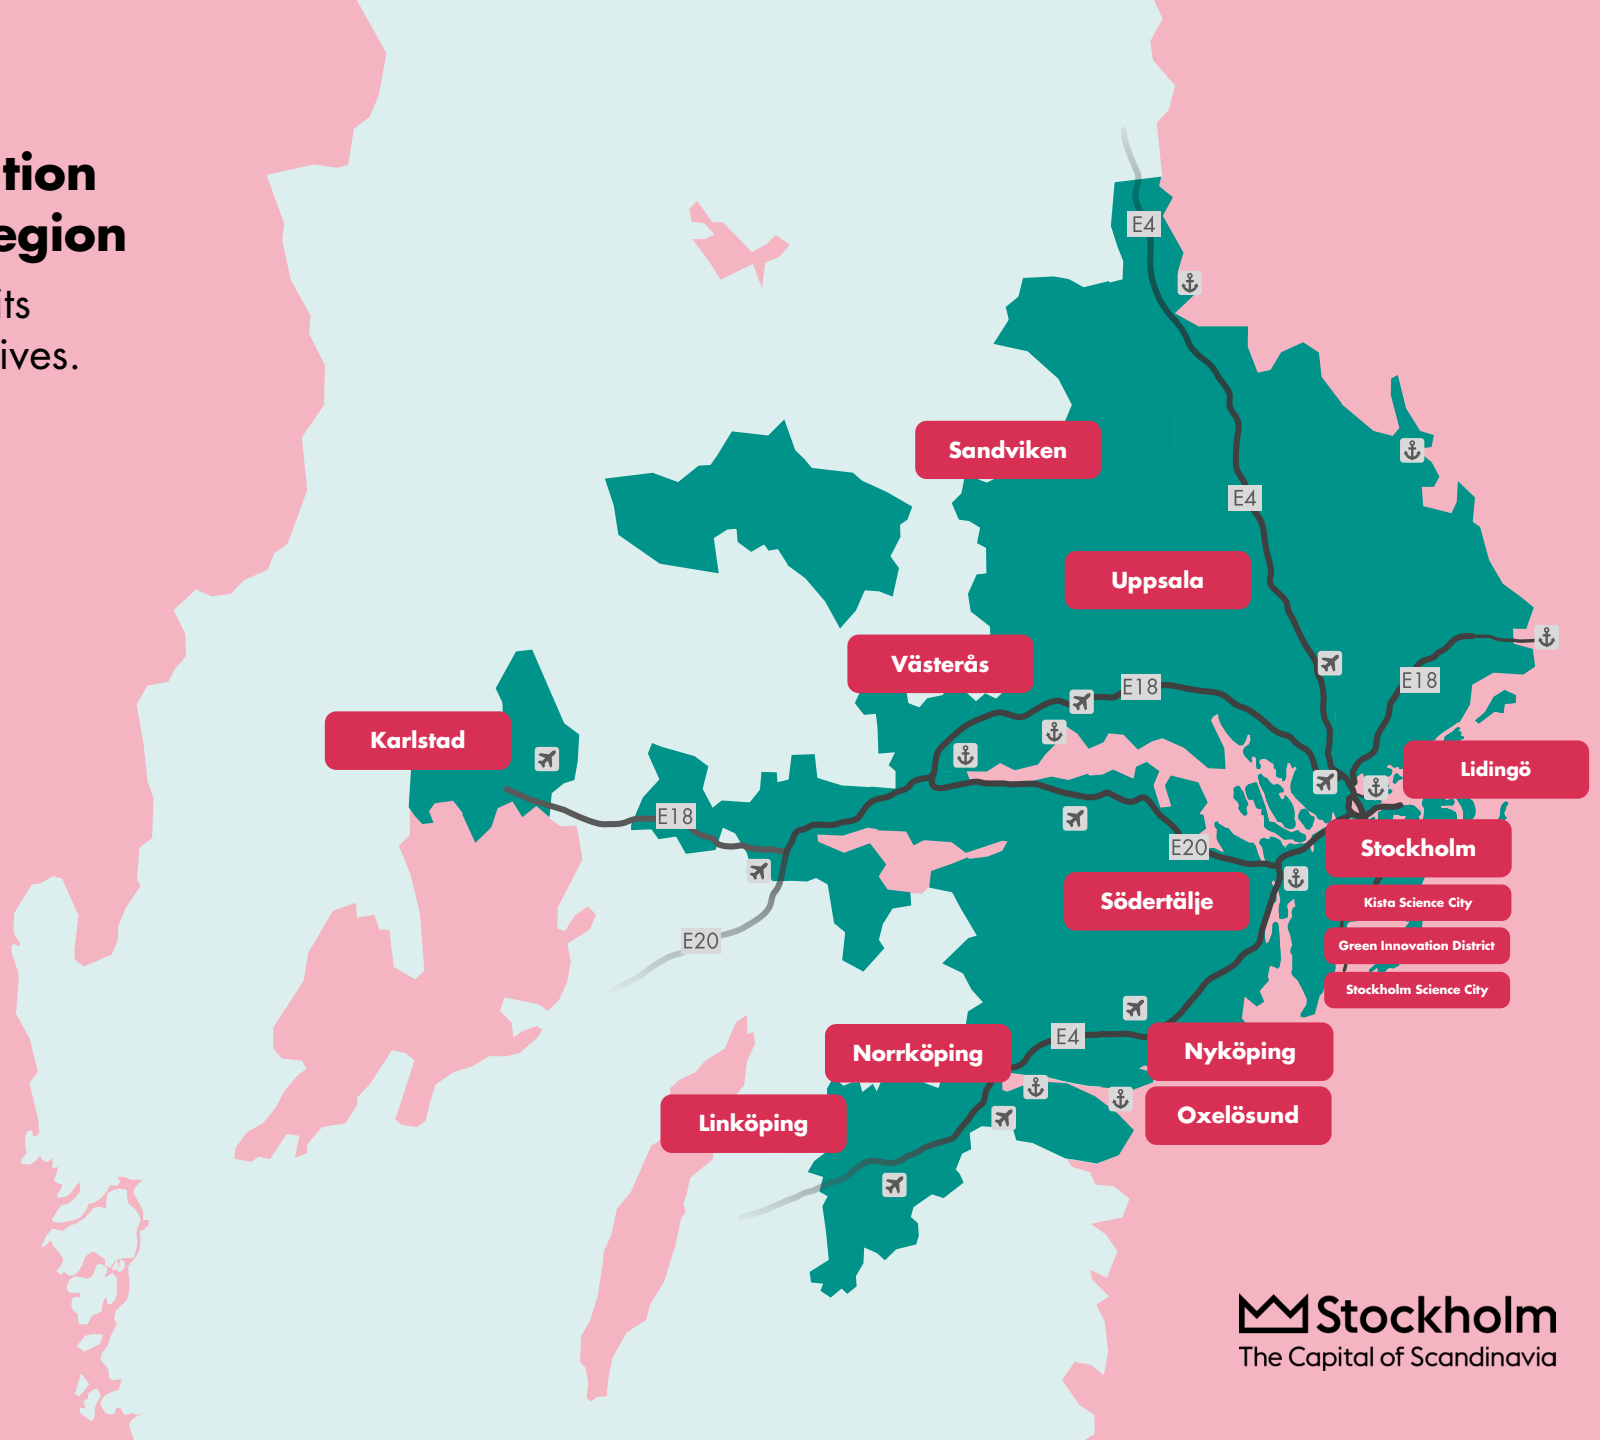 tion
egion
its
ives.
E4
Sandviken
E4
Uppsala
Västerås
E18
E18
Karlstad
Lidingö
E18
E20
Stockholm
Södertälje
Kista Science City
E20
Green Innovation District
Stockholm Science City
E4
Norrköping
Nyköping
Linköping
Oxelösund
Stockholm
The Capital of Scandinavia